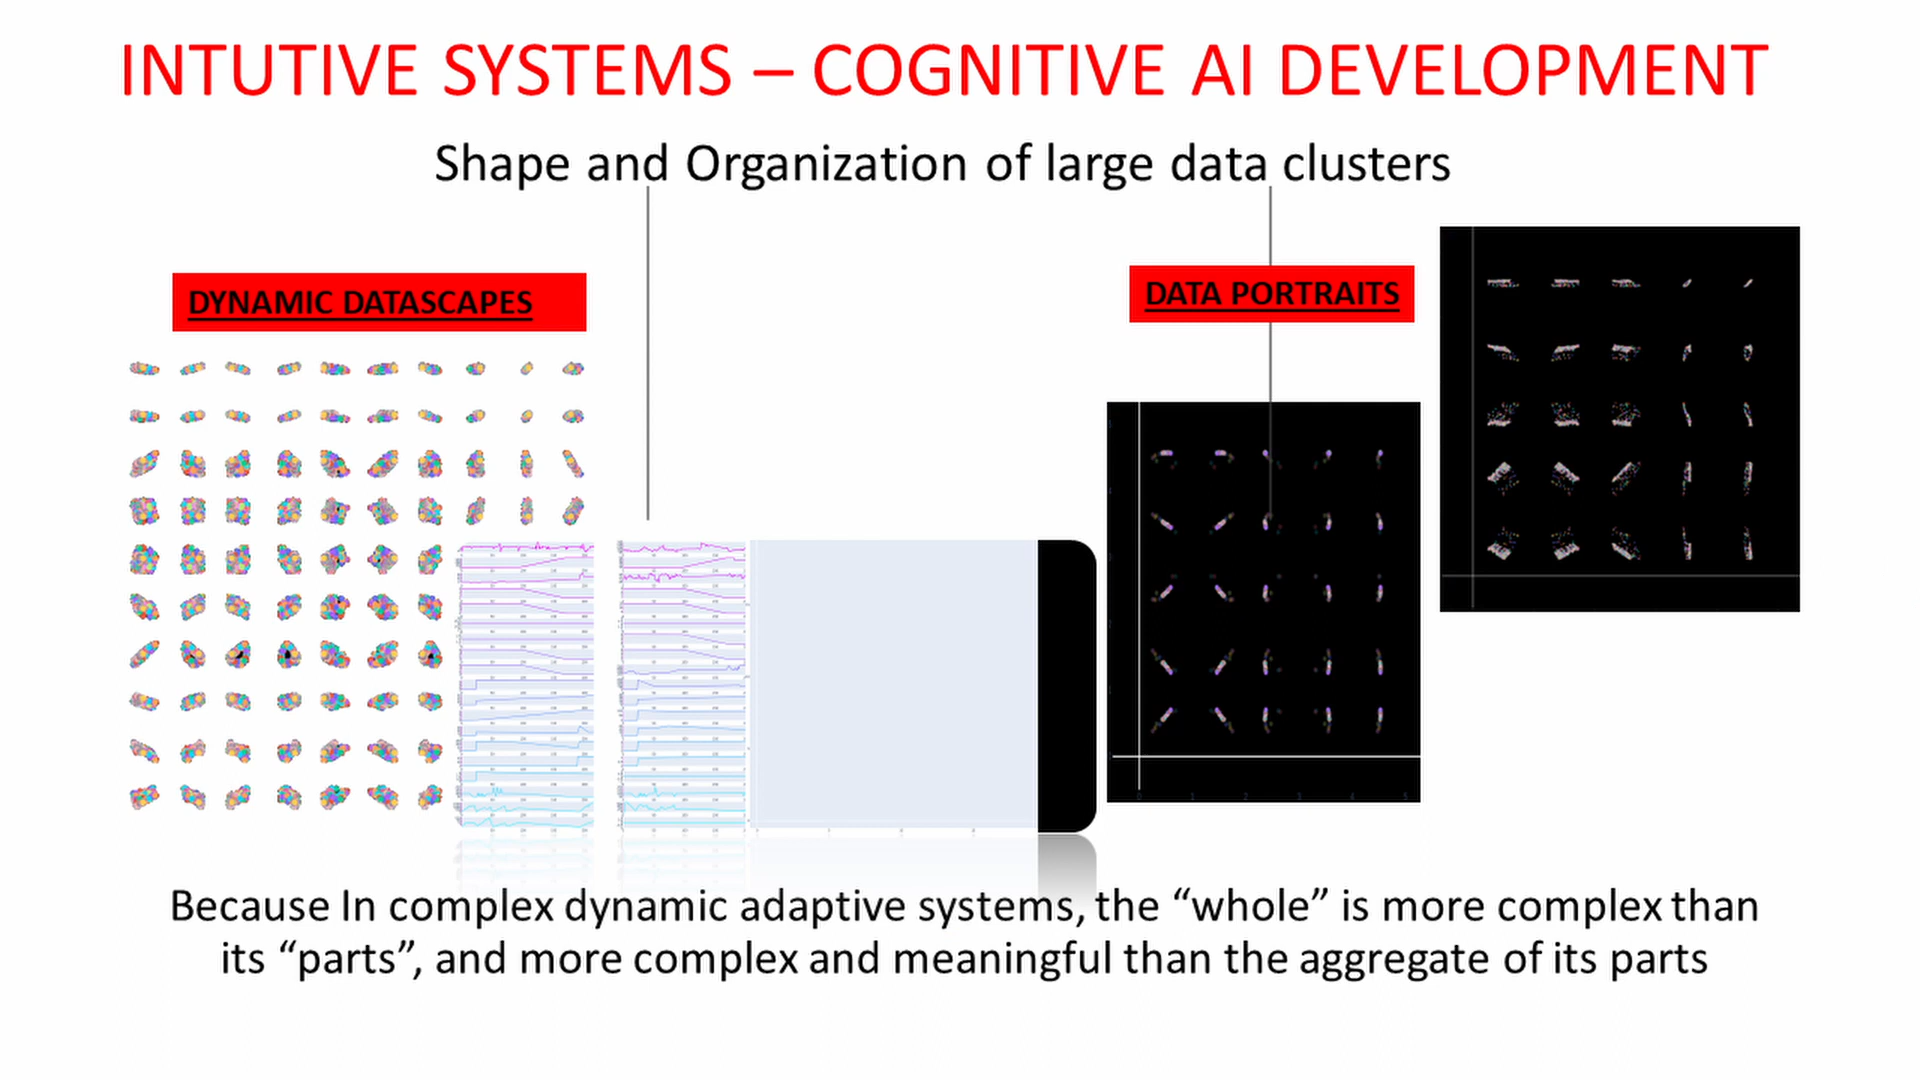 INTUTIVE SYSTEMS – COGNITIVE AI DEVELOPMENT
Shape and Organization of large data clusters
DYNAMIC DATASCAPES
DATA PORTRAITS
Because In complex dynamic adaptive systems, the “whole” is more complex than
its “parts”, and more complex and meaningful than the aggregate of its parts